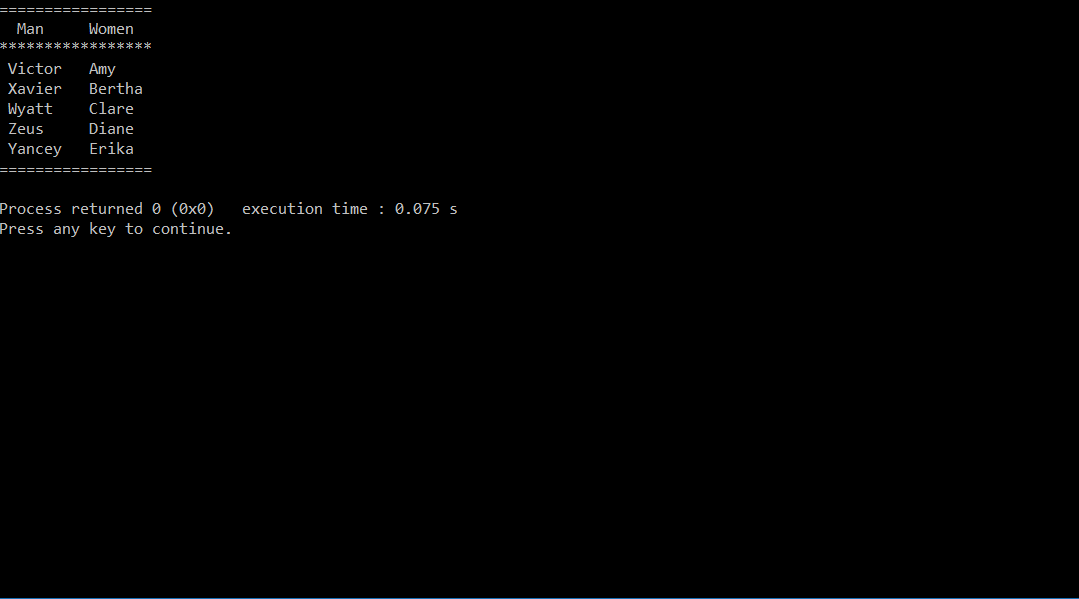 =================
  Man     Women
*****************
 Victor   Amy
 Xavier   Bertha
 Wyatt    Clare
 Zeus     Diane
 Yancey   Erika
=================

Process returned 0 (0x0)   execution time : 0.075 s
Press any key to continue.